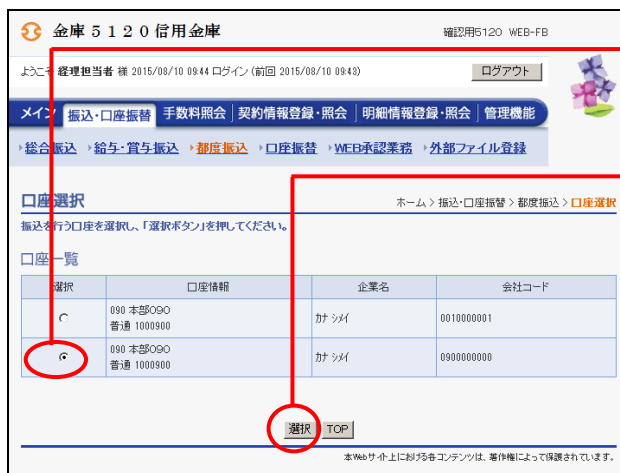 金庫5120信用金庫
確認用5120 WEB-FB
ようこそ 経理担当者 様 2015/08/10 09:44 ログイン (前回 2015/08/10 09:43)
ログアウト
メイン 振込・口座振替 手数料照会 契約情報登録・照会 明細情報登録・照会 管理機能
総合振込 給与・賞与振込 都度振込 口座振替 WEB承認業務 外部ファイル登録
口座選択
ホーム > 振込・口座振替 > 都度振込 > 口座選択
振込を行う口座を選択し、「選択ボタン」を押してください。
口座一覧
選択 口座情報 企業名 会社コード
090 本部090
普通 1000900
カナ シメイ
0010000001
090 本部090
普通 1000900
カナ シメイ
0900000000
選択 TOP
本Webサイト上における各コンテンツは、著作権によって保護されています。